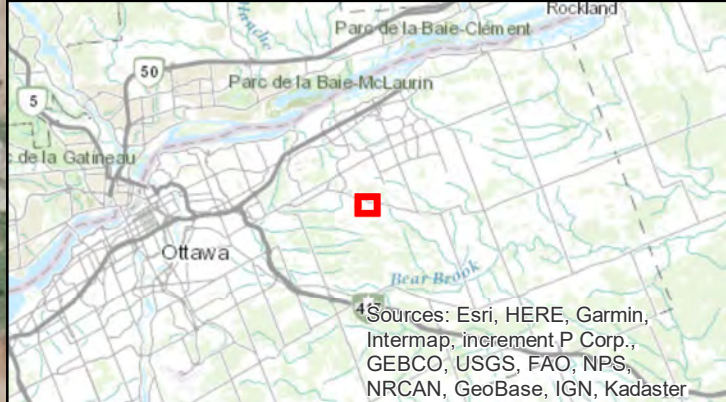 Rockland
Parc de la Baie-Clément
50
Parc de la Baie-McLaurin
5
c de la Gatineau
Ottawa
Bear Brook
Sources: Esri, HERE, Garmin,
Intermap, increment P Corp.,
GEBCO, USGS, FAO, NPS,
NRCAN, GeoBase, IGN, Kadaster